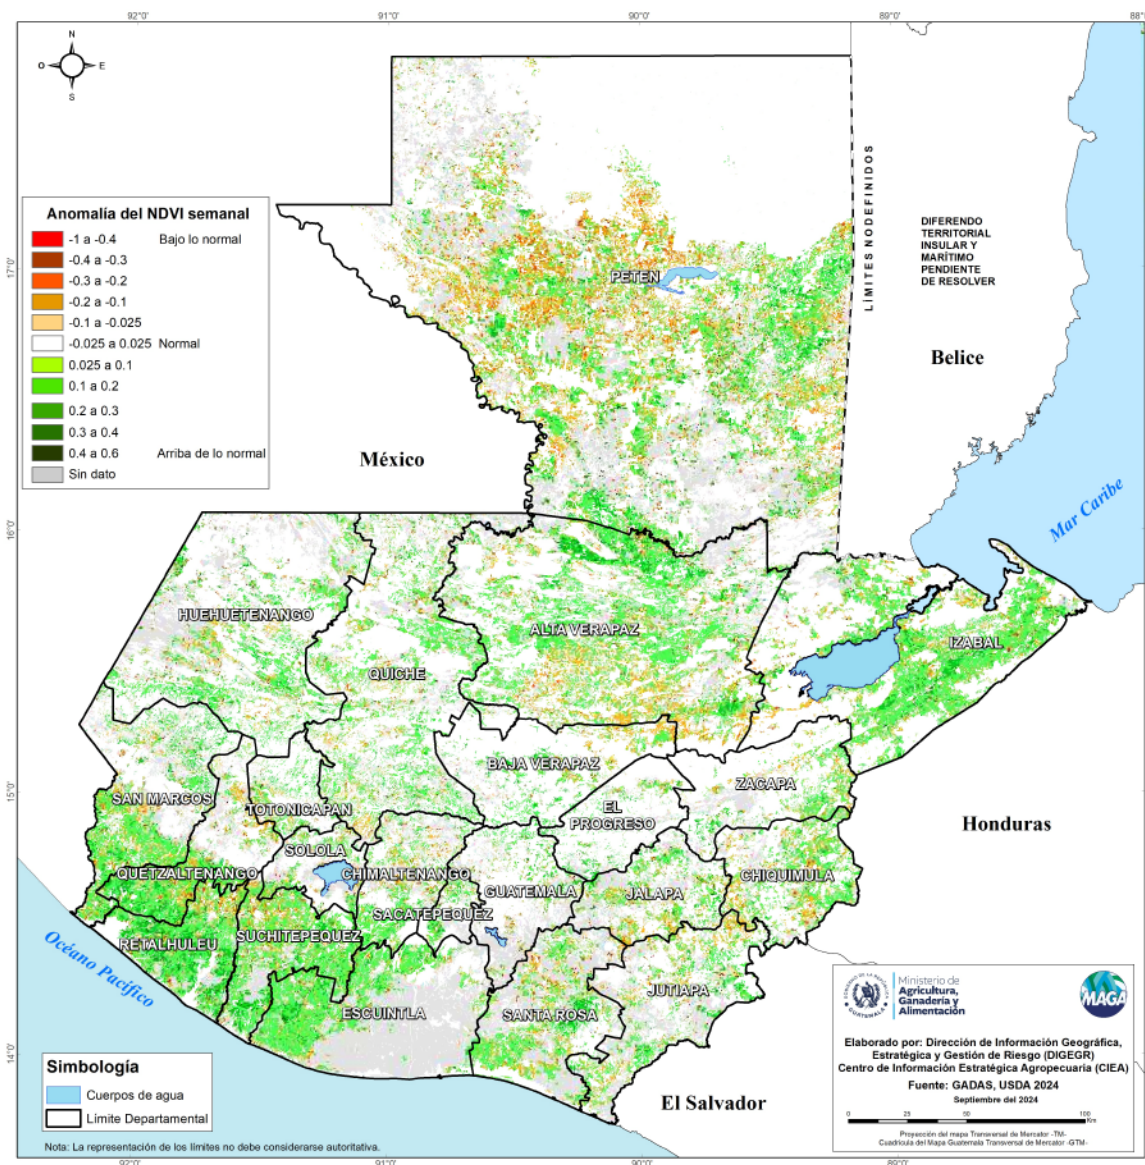 92°0'
91°0'
90°0'
89°0'
88°
N
O
E
S
17°0'
16°0'
15°0'
14°0'
Anomalía del NDVI semanal
-1 a -0.4 Bajo lo normal
-0.4 a -0.3
-0.3 a -0.2
-0.2 a -0.1
-0.1 a -0.025
-0.025 a 0.025 Normal
0.025 a 0.1
0.1 a 0.2
0.2 a 0.3
0.3 a 0.4
0.4 a 0.6 Arriba de lo normal
Sin dato
LÍMITES NODEFINIDOS
DIFERENDO
TERRITORIAL
INSULAR Y
MARÍTIMO
PENDIENTE
DE RESOLVER
PETEN
Belice
México
Mar Caribe
HUEHUETENANGO
ALTA VERAPAZ
IZABAL
QUICHE
BAJA VERAPAZ
ZACAPA
SAN MARCOS
TOTONICAPAN
EL
PROGRESO
Honduras
SOLOLA
QUETZALTENANGO
CHIMALTENANGO
CHIQUIMULA
GUATEMALA
JALAPA
SACATEPEQUEZ
RETALHULEU
SUCHITEPEQUEZ
Océano Pacífico
JUTIAPA
ESCUINTLA
SANTA ROSA
El Salvador
Simbología
Cuerpos de agua
Límite Departamental
Nota: La representación de los límites no debe considerarse autoritativa.
GOBIERNO DE LA REPÚBLICA
GUATEMALA
Ministerio de
Agricultura,
Ganadería y
Alimentación
MAGA
Elaborado por: Dirección de Información Geográfica,
Estratégica y Gestión de Riesgo (DIGEGR)
Centro de Información Estratégica Agropecuaria (CIEA)
Fuente: GADAS, USDA 2024
Septiembre del 2024
0 25 50 100
Km
Proyección del mapa Transversal de Mercator -TM-
Cuadrícula del Mapa Guatemala Transversal de Mercator -GTM-
92°0'
91°0'
90°0'
89°0'